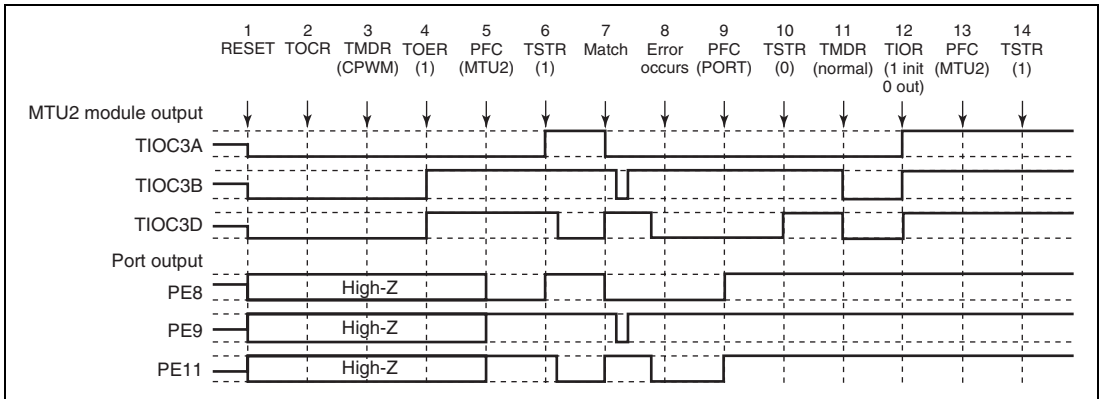 1 2 3 4 5 6 7 8 9 10 11 12 13 14
RESET TOCR TMDR TOER PFC TSTR Match Error PFC TSTR TMDR TIOR PFC TSTR
(CPWM) (1) (MTU2) (1) occurs (PORT) (0) (normal) (1 init (MTU2) (1)
0 out)
MTU2 module output
TIOC3A
TIOC3B
TIOC3D
Port output
PE8 High-Z
PE9 High-Z
PE11 High-Z